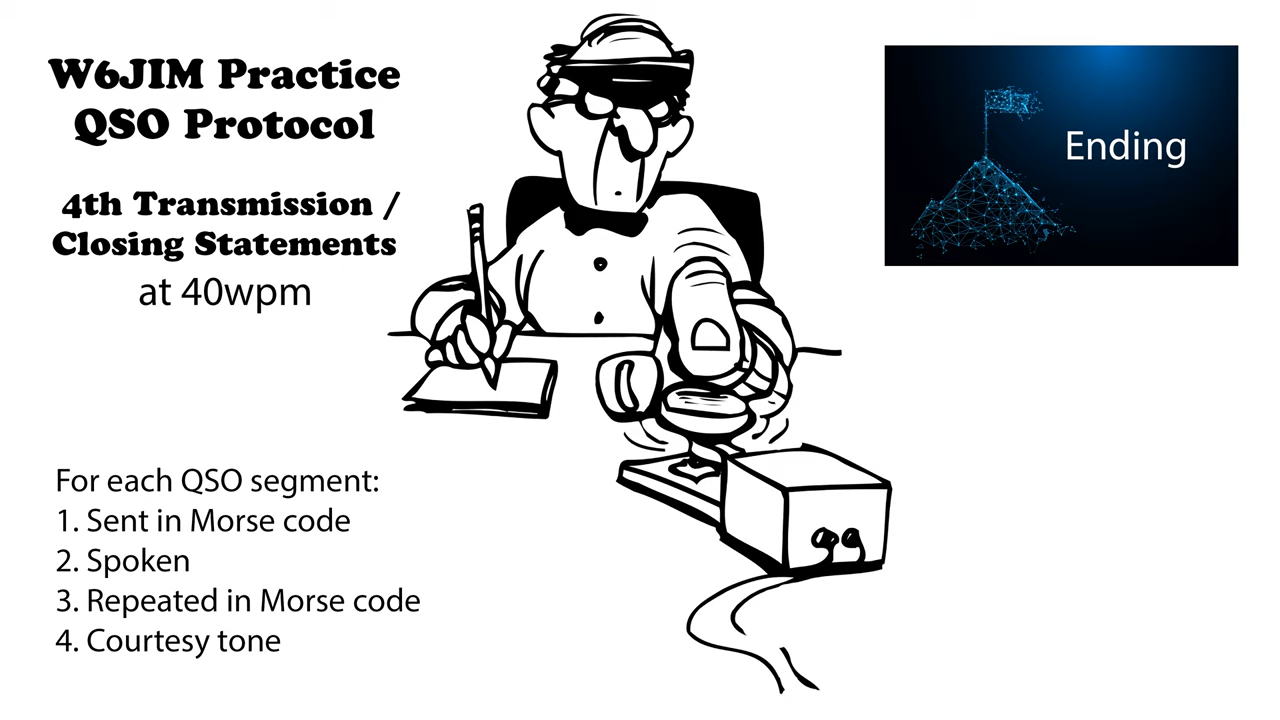 W6JIM Practice
QSO Protocol
4th Transmission /
Closing Statements
at 40wpm
Ending
For each QSO segment:
1. Sent in Morse code
2. Spoken
3. Repeated in Morse code
4. Courtesy tone